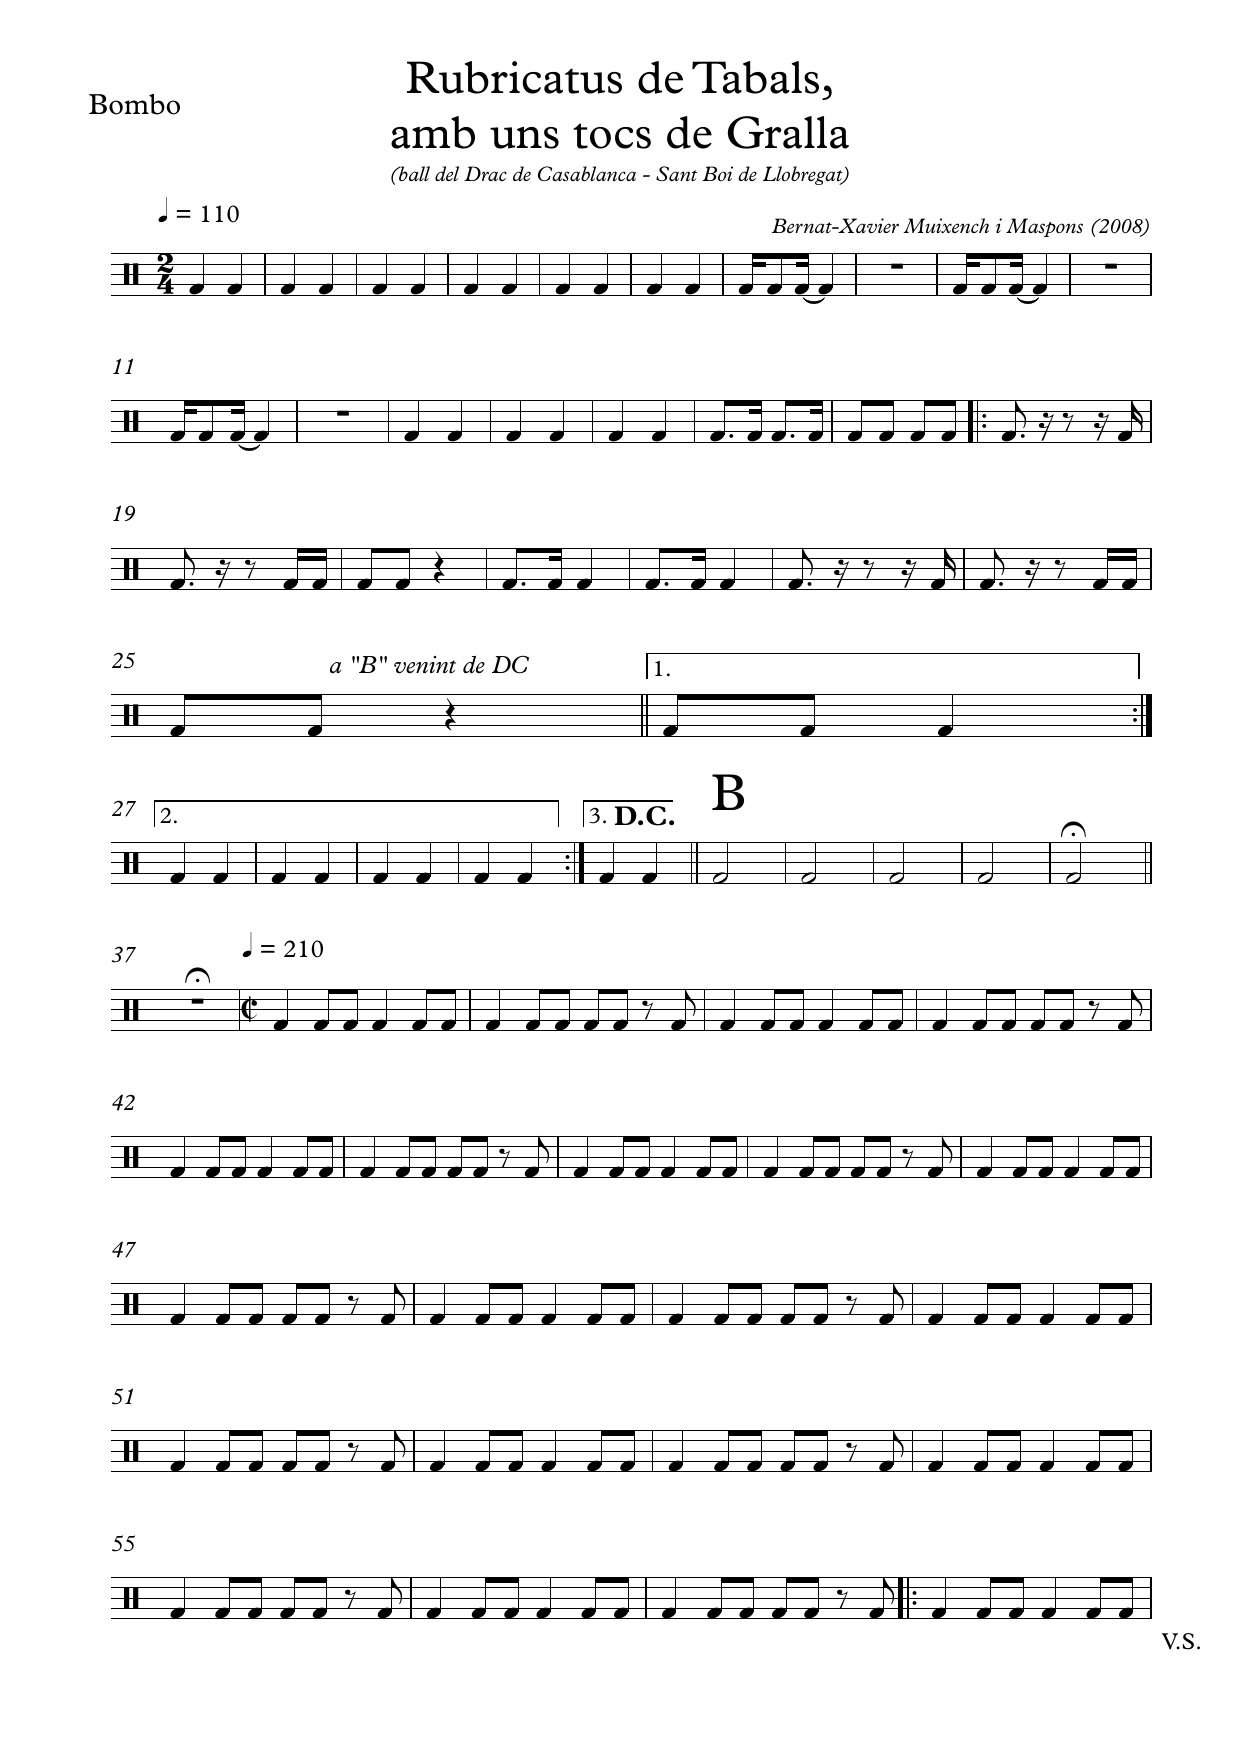 Bombo
Rubricatus de Tabals,
amb uns tocs de Gralla
(ball del Drac de Casablanca - Sant Boi de Llobregat)
♩ = 110
Bernat-Xavier Muixench i Maspons (2008)
2
4
11
19
25
a "B" venint de DC
1.
27
2.
3. D.C.
B
37
♩ = 210
42
47
51
55
V.S.